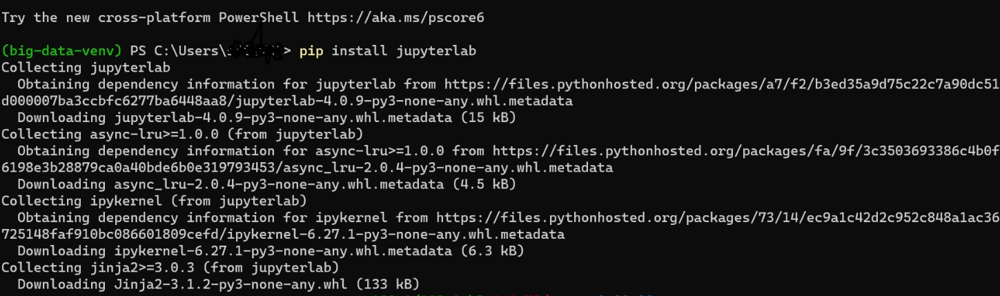 Try the new cross-platform PowerShell https://aka.ms/pscore6
(big-data-venv) PS C:\Users\> pip install jupyterlab
Collecting jupyterlab
  Obtaining dependency information for jupyterlab from https://files.pythonhosted.org/packages/a7/f2/b3ed35a9d75c22c7a90dc51
d000007ba3ccbfc6277ba6448aa8/jupyterlab-4.0.9-py3-none-any.whl.metadata
  Downloading jupyterlab-4.0.9-py3-none-any.whl.metadata (15 kB)
Collecting async-lru>=1.0.0 (from jupyterlab)
  Obtaining dependency information for async-lru>=1.0.0 from https://files.pythonhosted.org/packages/fa/9f/3c3503693386c4b0f
6198e3b28879ca0a40bde6b0e319793453/async_lru-2.0.4-py3-none-any.whl.metadata
  Downloading async_lru-2.0.4-py3-none-any.whl.metadata (4.5 kB)
Collecting ipykernel (from jupyterlab)
  Obtaining dependency information for ipykernel from https://files.pythonhosted.org/packages/73/14/ec9a1c42d2c952c848a1ac36
725148faf910bc086601809cefd/ipykernel-6.27.1-py3-none-any.whl.metadata
  Downloading ipykernel-6.27.1-py3-none-any.whl.metadata (6.3 kB)
Collecting jinja2>=3.0.3 (from jupyterlab)
  Downloading Jinja2-3.1.2-py3-none-any.whl (133 kB)